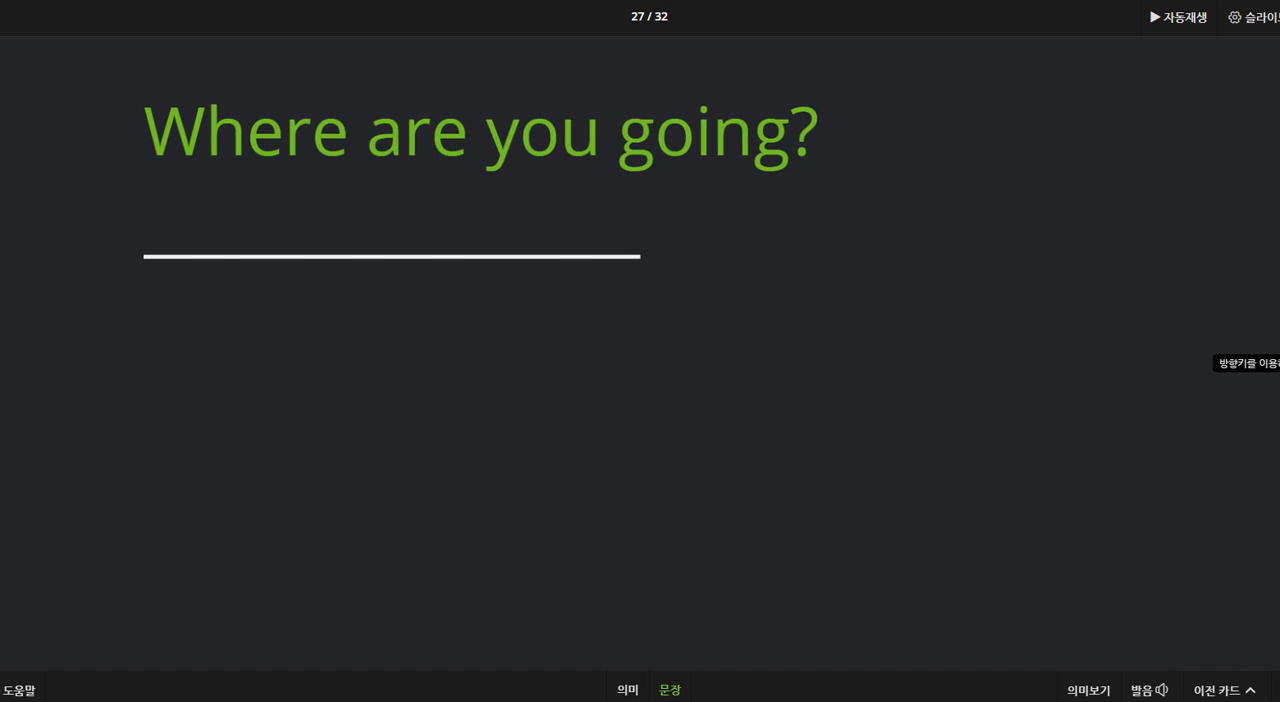 27 / 32
자동재생
슬라이
Where are you going?
방향키를 이용
도움말
의미
문장
의미보기
발음
이전 카드